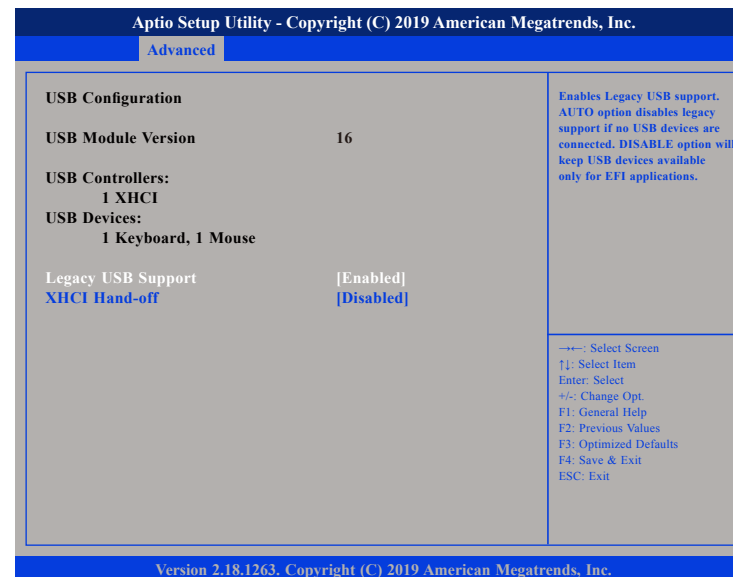 Aptio Setup Utility - Copyright (C) 2019 American Megatrends, Inc.
Advanced
USB Configuration
USB Module Version 16
USB Controllers:
1 XHCI
USB Devices:
1 Keyboard, 1 Mouse
Legacy USB Support [Enabled]
XHCI Hand-off [Disabled]
Enables Legacy USB support.
AUTO option disables legacy
support if no USB devices are
connected. DISABLE option will
keep USB devices available
only for EFI applications.
→←: Select Screen
↑↓: Select Item
Enter: Select
+/-: Change Opt.
F1: General Help
F2: Previous Values
F3: Optimized Defaults
F4: Save & Exit
ESC: Exit
Version 2.18.1263. Copyright (C) 2019 American Megatrends, Inc.